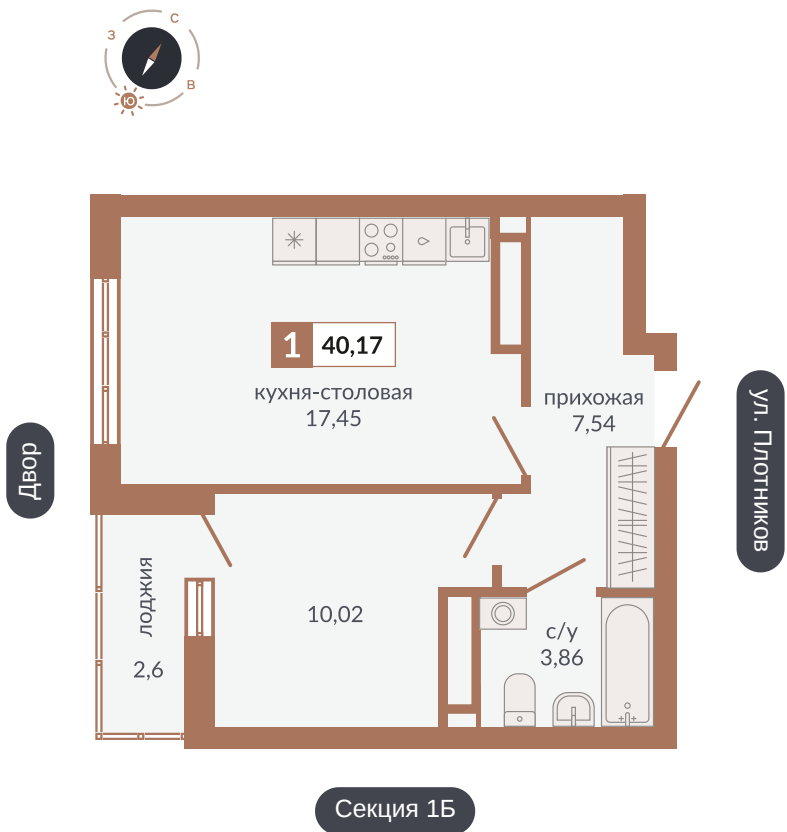 С
З
В
Ю
1 40,17
кухня-столовая
17,45
прихожая
7,54
ул. Плотников
Двор
лоджия
2,6
10,02
с/у
3,86
Секция 1Б